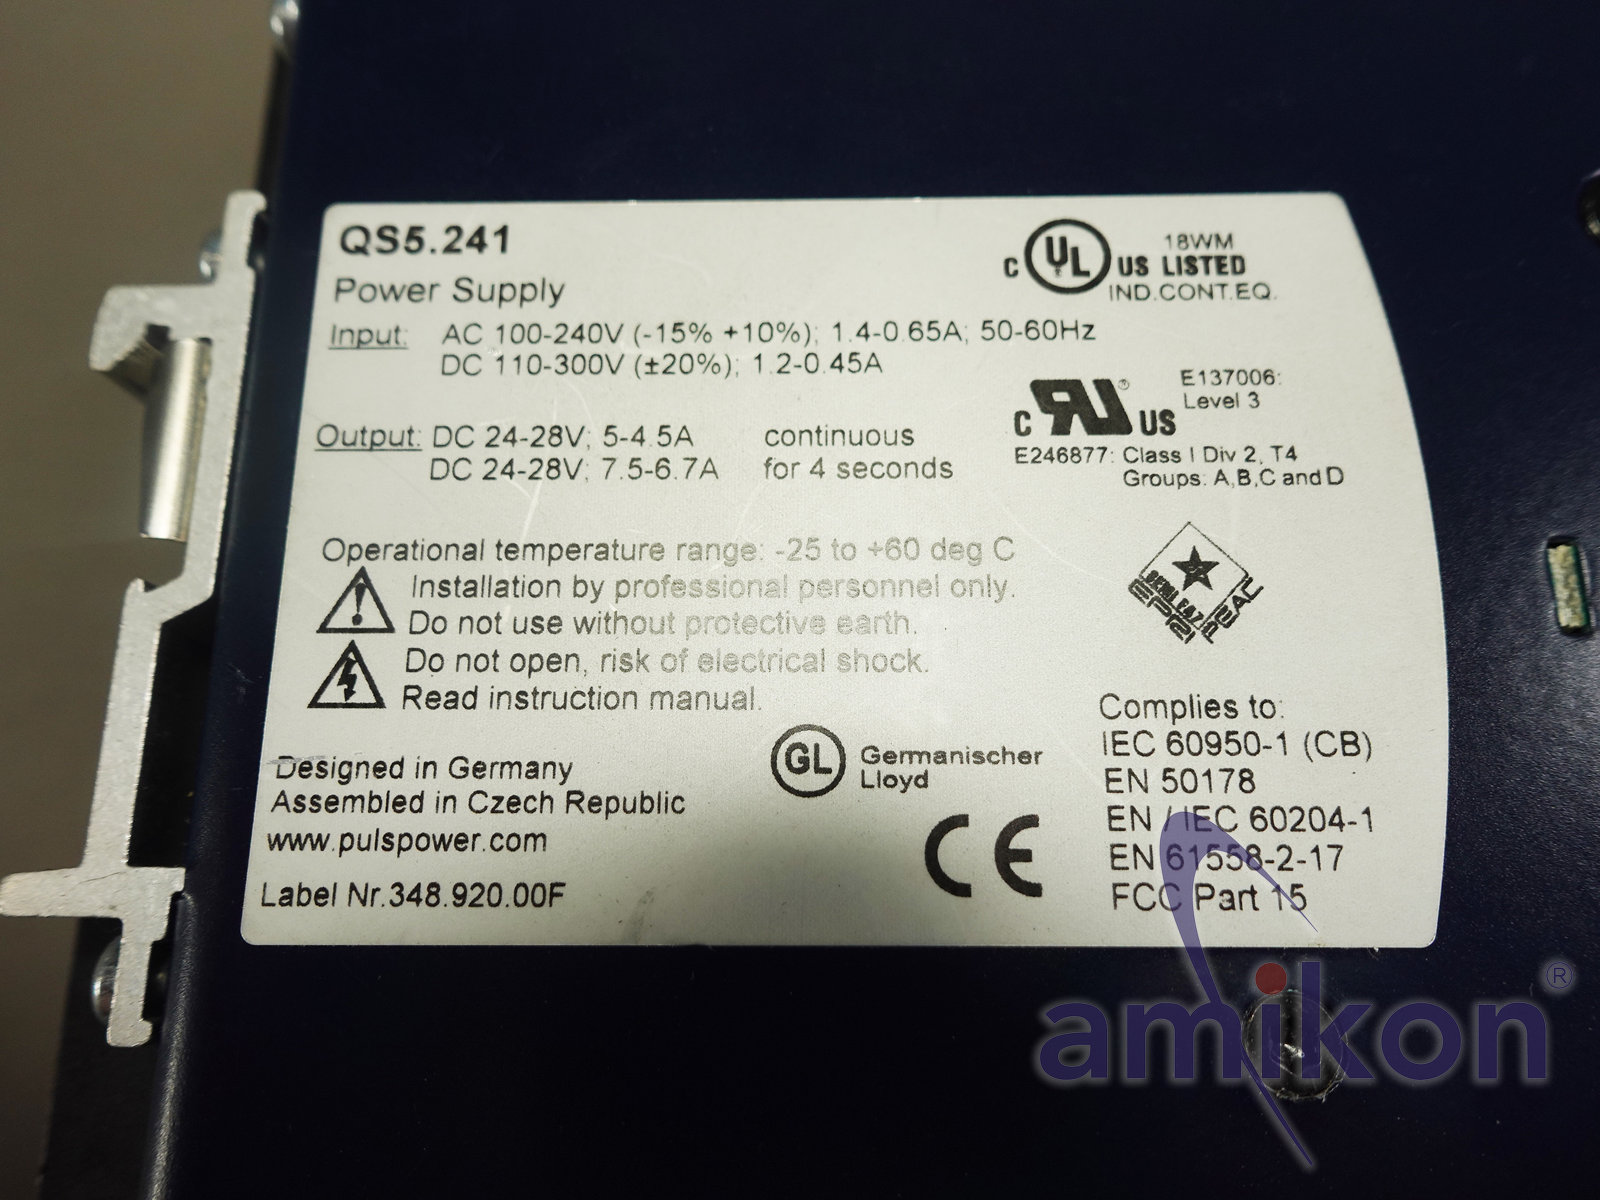 QS5.241
Power Supply
Input: AC 100-240V (-15% +10%); 1.4-0.65A; 50-60Hz
DC 110-300V (±20%); 1.2-0.45A
Output: DC 24-28V; 5-4.5A continuous
DC 24-28V; 7.5-6.7A for 4 seconds
C UL US LISTED
18WM
IND.CONT.EQ.
C US
®
E137006:
Level 3
E246877: Class I Div 2, T4
Groups: A,B,C and D
Operational temperature range: -25 to +60 deg C
Installation by professional personnel only.
Do not use without protective earth.
Do not open, risk of electrical shock.
Read instruction manual.
SEMI F47
Designed in Germany
Assembled in Czech Republic
www.pulspower.com
Label Nr.348.920.00F
GL Germanischer
Lloyd
CE
Complies to:
IEC 60950-1 (CB)
EN 50178
EN / IEC 60204-1
EN 61558-2-17
FCC Part 15
amikon®